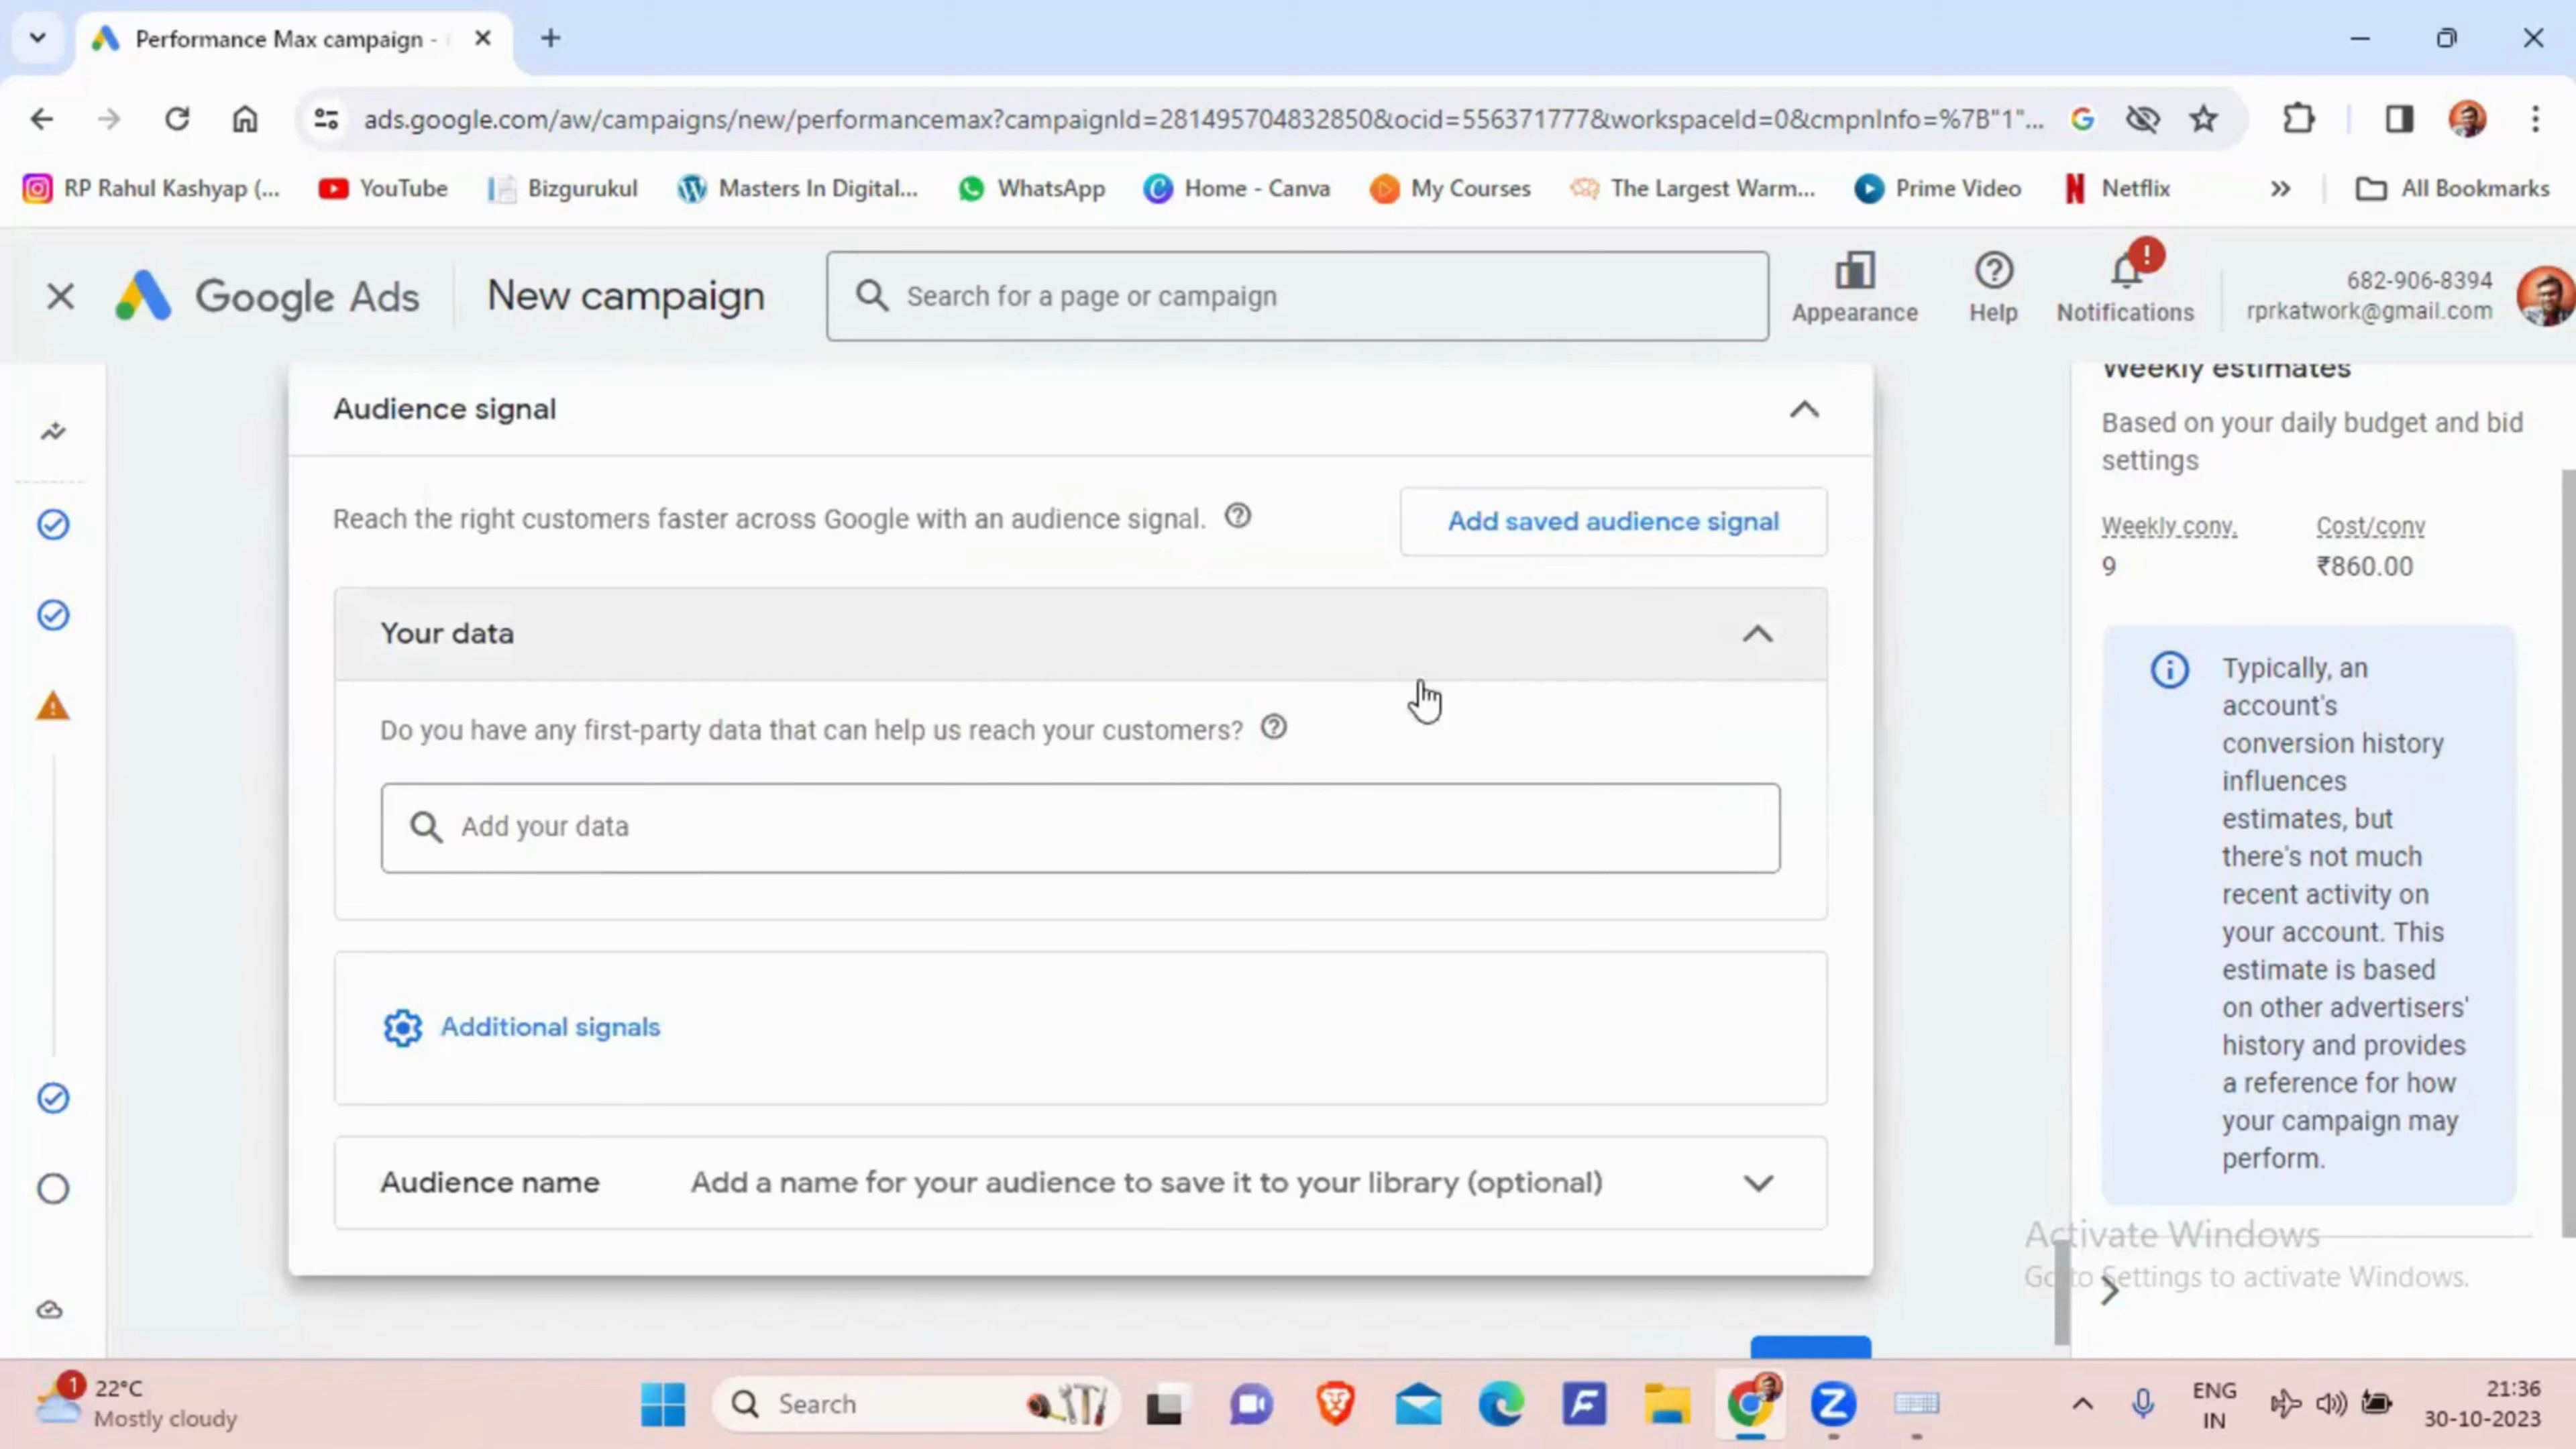 Performance Max campaign -
ads.google.com/aw/campaigns/new/performancemax?campaignId=281495704832850&ocid=556371777&workspaceId=0&cmpnInfo=%7B"1"...
RP Rahul Kashyap (...
YouTube
Bizgurukul
Masters In Digital...
WhatsApp
Home - Canva
My Courses
The Largest Warm...
Prime Video
Netflix
All Bookmarks
Google Ads
New campaign
Search for a page or campaign
Appearance
Help
Notifications
682-906-8394
rprkatwork@gmail.com
Audience signal
Reach the right customers faster across Google with an audience signal.
Add saved audience signal
Your data
Do you have any first-party data that can help us reach your customers?
Add your data
Additional signals
Audience name
Add a name for your audience to save it to your library (optional)
Weekly estimates
Based on your daily budget and bid
settings
Weekly conv.
Cost/conv
9
₹860.00
Typically, an
account's
conversion history
influences
estimates, but
there's not much
recent activity on
your account. This
estimate is based
on other advertisers'
history and provides
a reference for how
your campaign may
perform.
Activate Windows
Go to Settings to activate Windows.
1
22°C
Mostly cloudy
Search
ENG
IN
21:36
30-10-2023